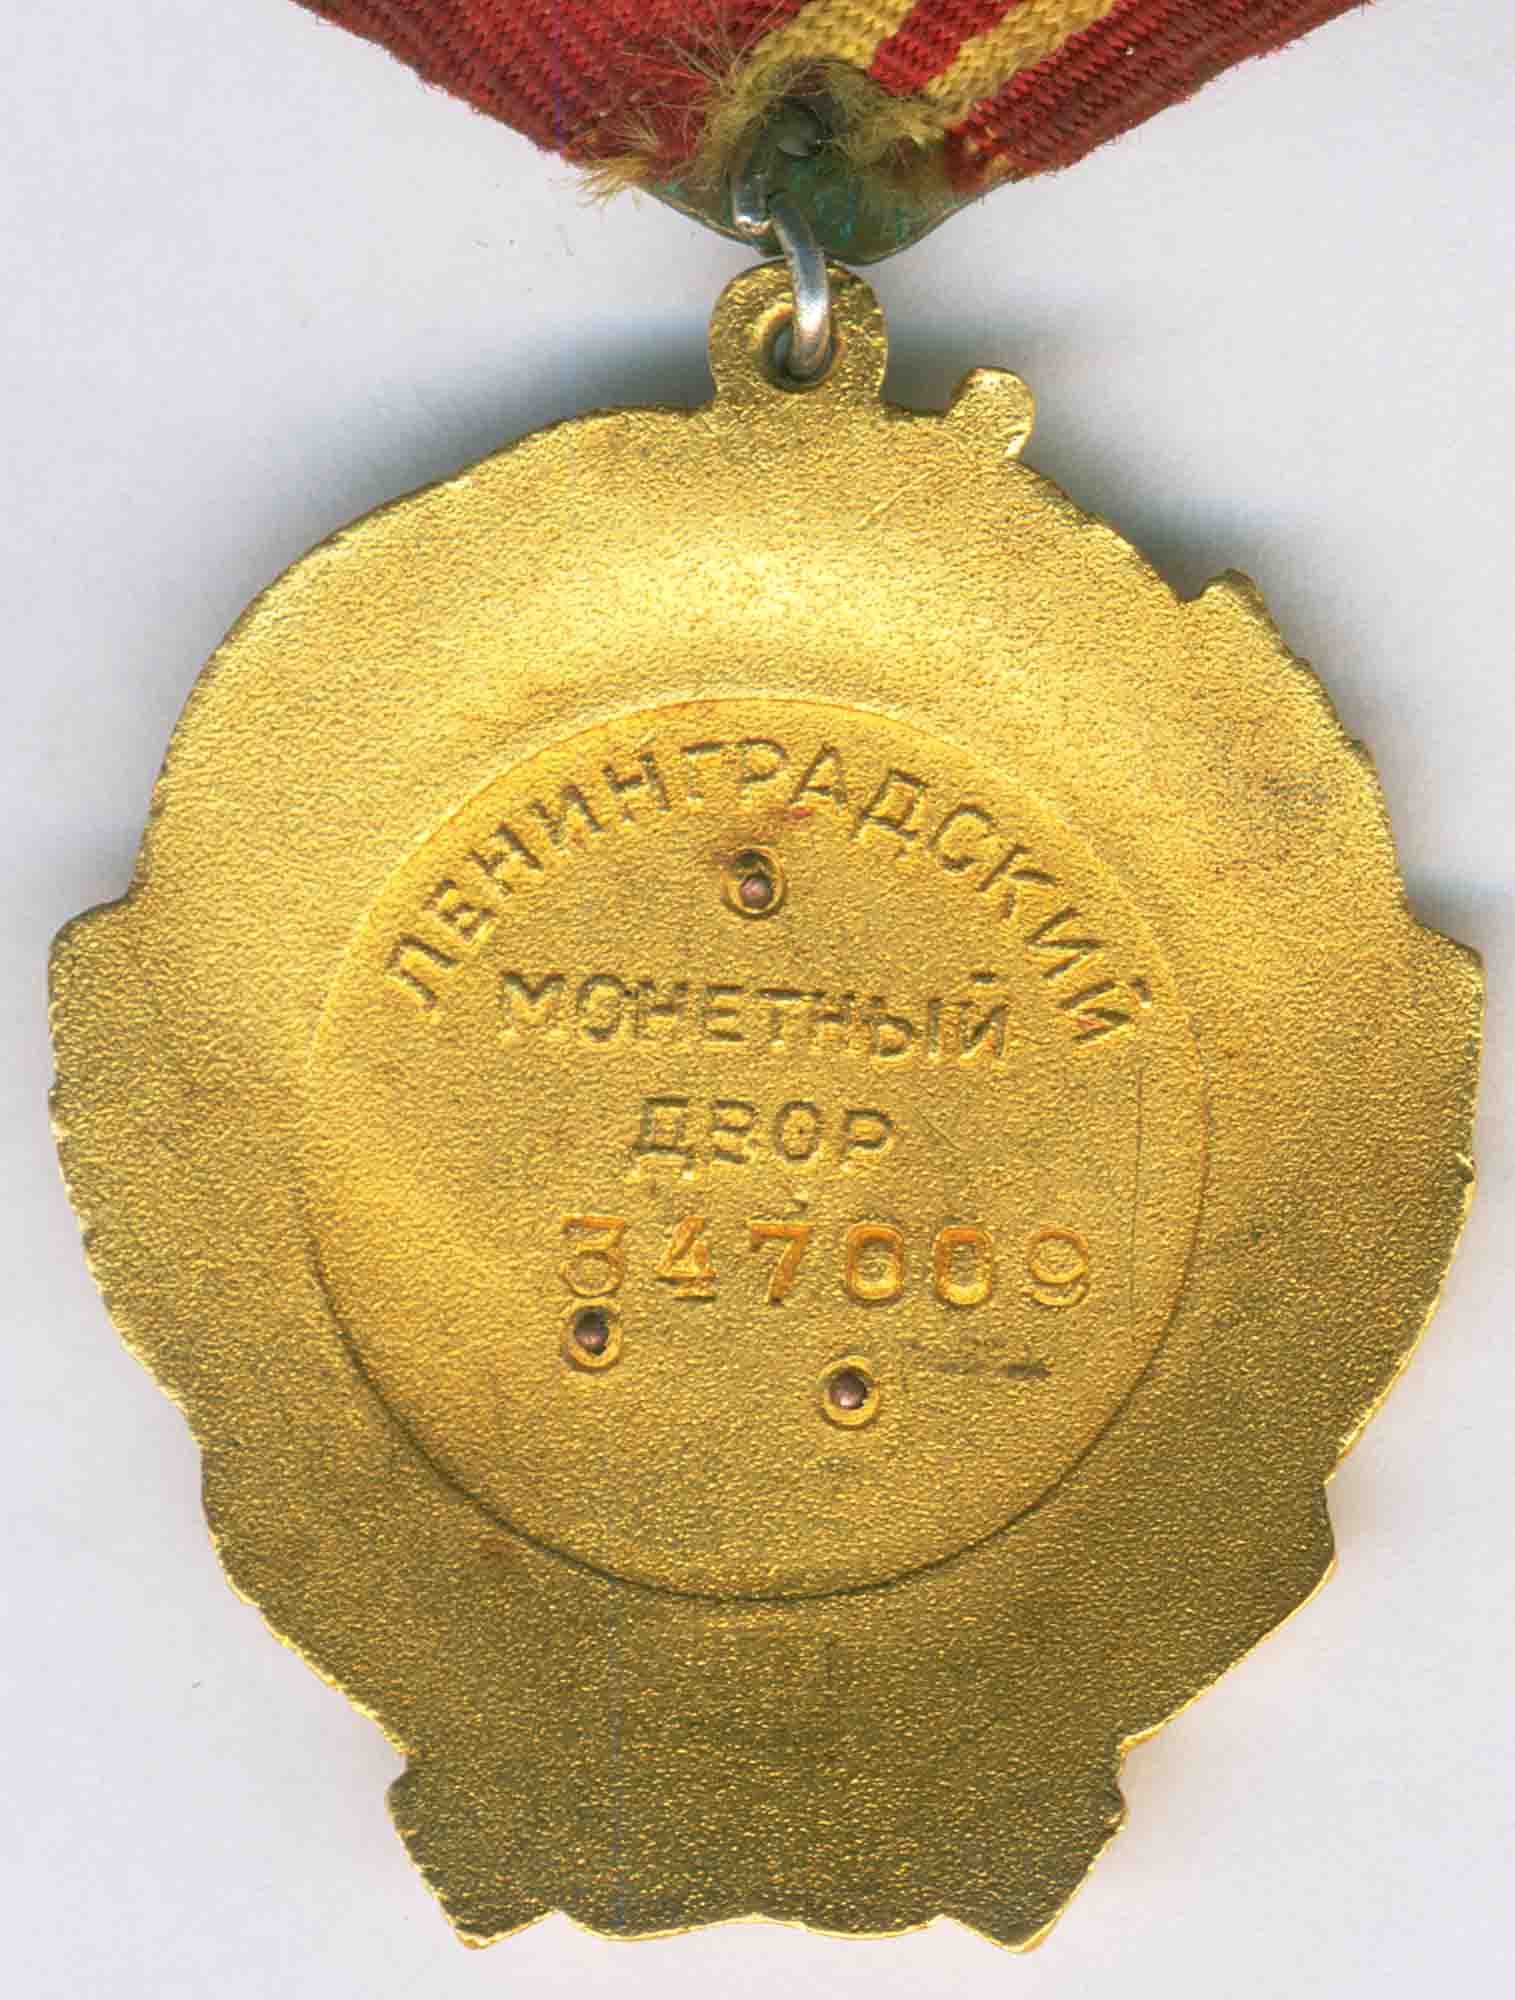 ЛЕНИНГРАДСКИЙ
МОНЕТНЫЙ
ДВОР
347009